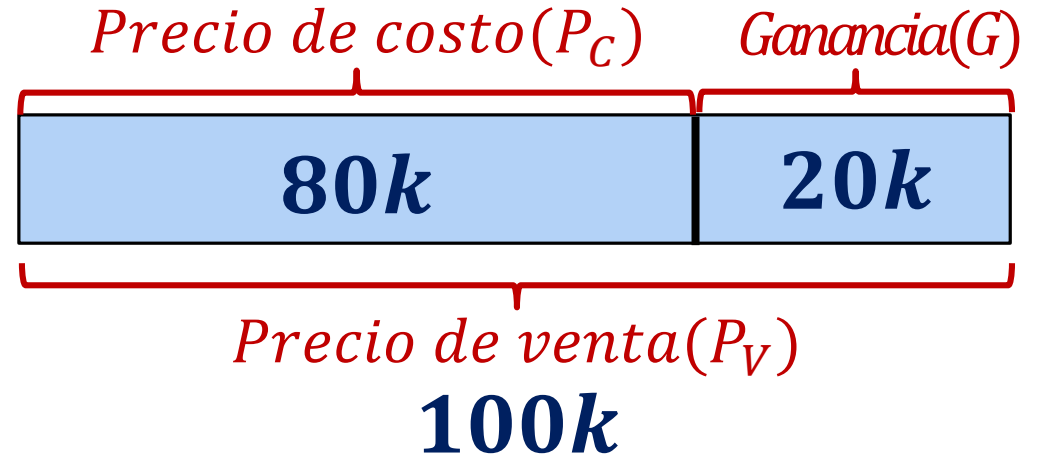 Precio de costo(P_C) Ganancia(G)
80k 20k
Precio de venta(P_V)
100k